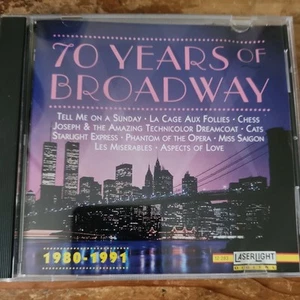 70 YEARS OF
BROADWAY
TELL ME ON A SUNDAY · LA CAGE AUX FOLLIES · CHESS
JOSEPH & THE AMAZING TECHNICOLOR DREAMCOAT · CATS
STARLIGHT EXPRESS · PHANTOM OF THE OPERA · MISS SAIGON
LES MISERABLES · ASPECTS OF LOVE
1980-1991
LASERLIGHT